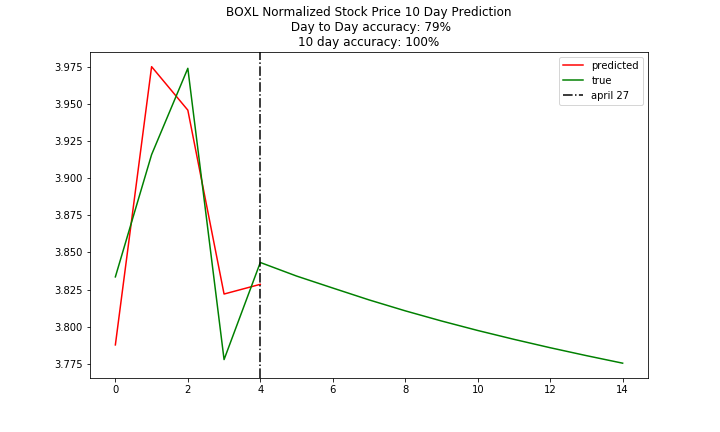 BOXL Normalized Stock Price 10 Day Prediction
Day to Day accuracy: 79%
10 day accuracy: 100%
predicted
true
april 27
3.975
3.950
3.925
3.900
3.875
3.850
3.825
3.800
3.775
0 2 4 6 8 10 12 14